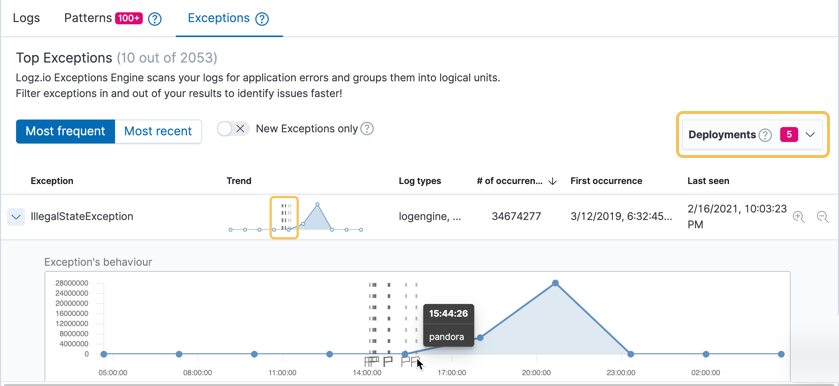 Logs Patterns 100+ ? Exceptions ?
Top Exceptions (10 out of 2053)
Logz.io Exceptions Engine scans your logs for application errors and groups them into logical units.
Filter exceptions in and out of your results to identify issues faster!
Most frequent Most recent New Exceptions only ? Deployments ? 5
Exception Trend Log types # of occurren... First occurrence Last seen
IllegalStateException logengine, ... 34674277 3/12/2019, 6:32:45... 2/16/2021, 10:03:23
PM
Exception's behaviour
28000000
24000000
20000000
16000000
12000000
8000000
4000000
0
15:44:26
pandora
05:00:00 08:00:00 11:00:00 14:00:00 17:00:00 20:00:00 23:00:00 02:00:00